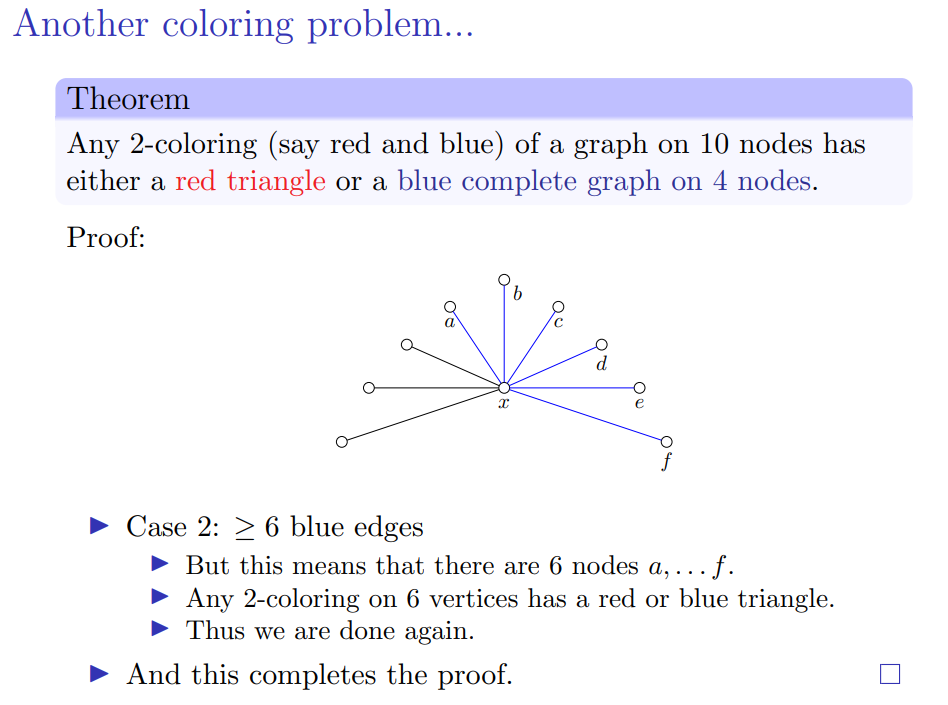 Another coloring problem...
Theorem
Any 2-coloring (say red and blue) of a graph on 10 nodes has
either a red triangle or a blue complete graph on 4 nodes.
Proof:
b
a
c
d
x
e
f
Case 2: ≥ 6 blue edges
But this means that there are 6 nodes a, . . . f.
Any 2-coloring on 6 vertices has a red or blue triangle.
Thus we are done again.
And this completes the proof.